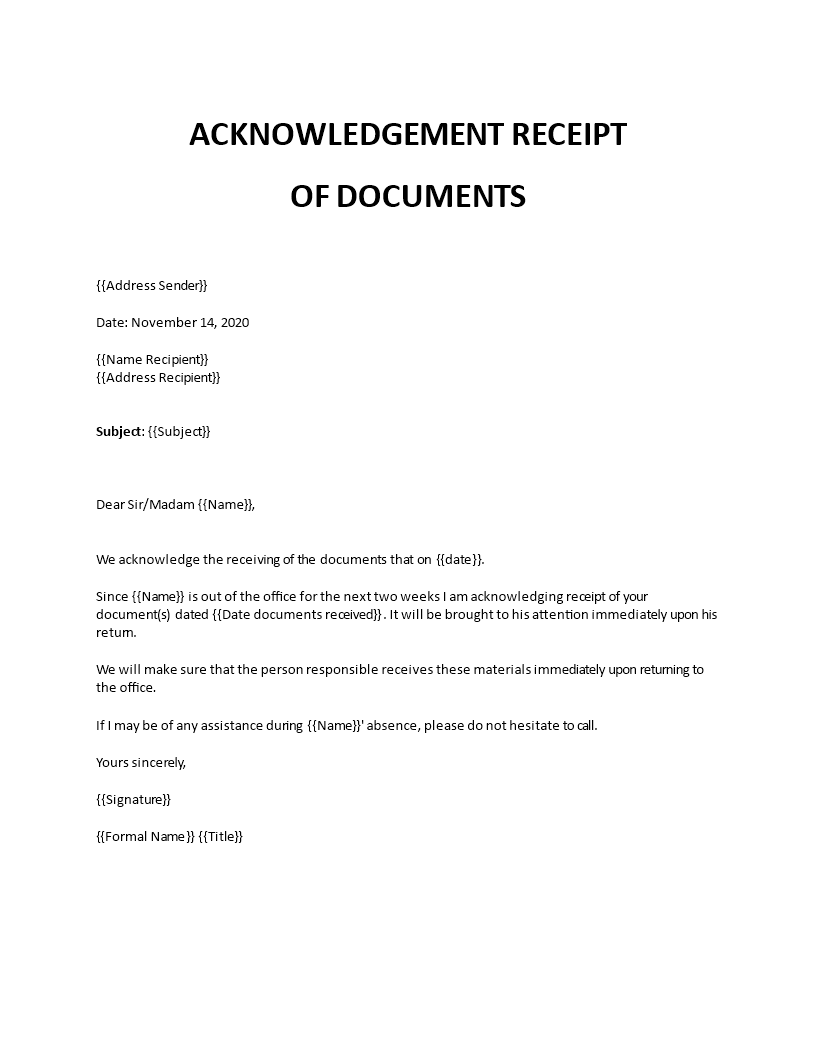 ACKNOWLEDGEMENT RECEIPT
OF DOCUMENTS
{{Address Sender}}
Date: November 14, 2020
{{Name Recipient}}
{{Address Recipient}}
Subject: {{Subject}}
Dear Sir/Madam {{Name}},
We acknowledge the receiving of the documents that on {{date}}.
Since {{Name}} is out of the office for the next two weeks I am acknowledging receipt of your
document(s) dated {{Date documents received}}. It will be brought to his attention immediately upon his
return.
We will make sure that the person responsible receives these materials immediately upon returning to
the office.
If I may be of any assistance during {{Name}}' absence, please do not hesitate to call.
Yours sincerely,
{{Signature}}
{{Formal Name}} {{Title}}